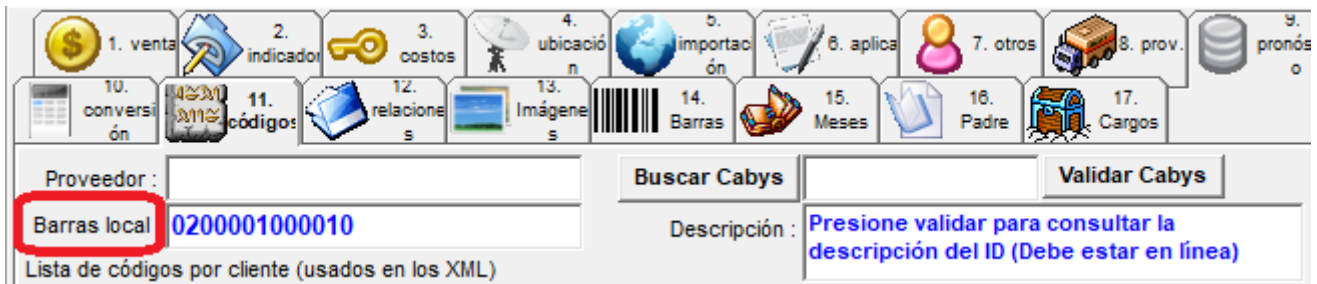 1. venta
2. indicador
3. costos
4. ubicació n
5. importaci ón
6. aplica
7. otros
8. prov.
9. pronós o
10. conversi ón
11. códigos
12. relacione s
13. Imágene s
14. Barras
15. Meses
16. Padre
17. Cargos
Proveedor :
Buscar Cabys
Validar Cabys
Barras local
0200001000010
Descripción :
Presione validar para consultar la
descripción del ID (Debe estar en línea)
Lista de códigos por cliente (usados en los XML)